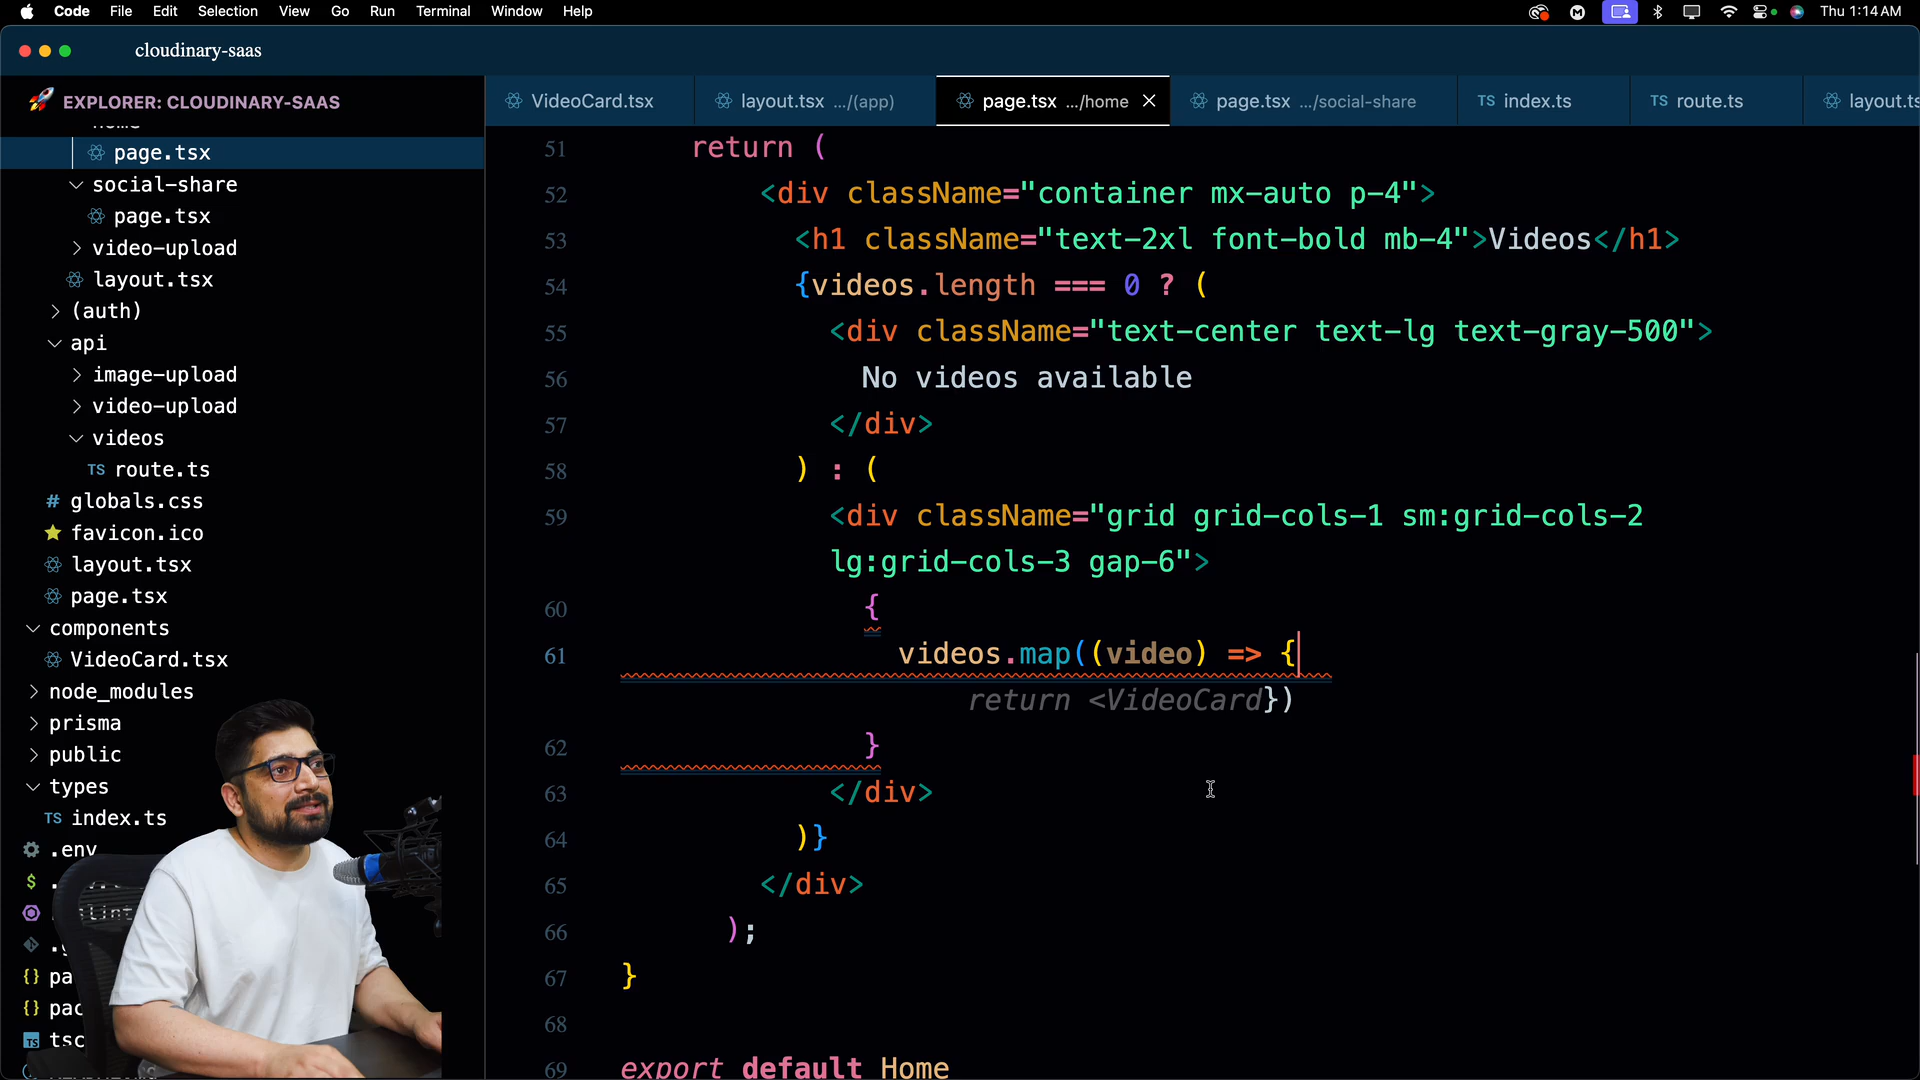 Code File Edit Selection View Go Run Terminal Window Help
Thu 1:14 AM
cloudinary-saas
EXPLORER: CLOUDINARY-SAAS
home
page.tsx
social-share
page.tsx
video-upload
layout.tsx
(auth)
api
image-upload
video-upload
videos
TS route.ts
# globals.css
favicon.ico
layout.tsx
page.tsx
components
VideoCard.tsx
node_modules
prisma
public
types
TS index.ts
.env
$ .
lint
.g
{} pa
{} pac
TS tsc
VideoCard.tsx
layout.tsx .../(app)
page.tsx .../home
page.tsx .../social-share
TS index.ts
TS route.ts
layout.ts
51 return (
52 <div className="container mx-auto p-4">
53 <h1 className="text-2xl font-bold mb-4">Videos</h1>
54 {videos.length === 0 ? (
55 <div className="text-center text-lg text-gray-500">
56 No videos available
57 </div>
58 ) : (
59 <div className="grid grid-cols-1 sm:grid-cols-2
lg:grid-cols-3 gap-6">
60 {
61 videos.map((video) => {
return <VideoCard})
62 }
63 </div>
64 )}
65 </div>
66 );
67 }
68
69 export default Home